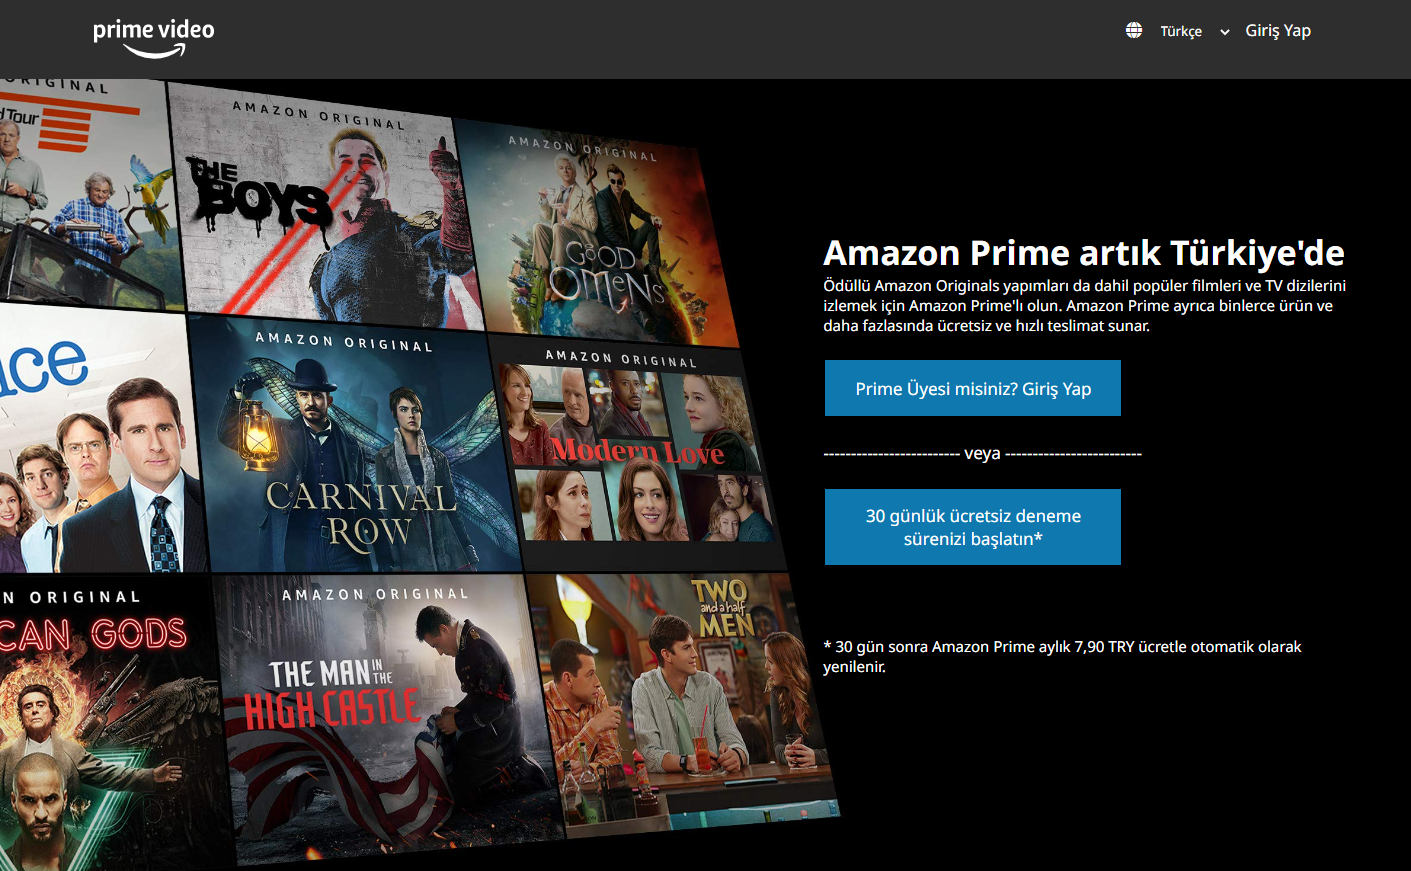 prime video
Türkçe
Giriş Yap
ORIGINAL
d Tour
AMAZON ORIGINAL
THE
BOYS
AMAZON ORIGINAL
GOOD
OMENS
Amazon Prime artık Türkiye'de
Ödüllü Amazon Originals yapımları da dahil popüler filmleri ve TV dizilerini
izlemek için Amazon Prime'lı olun. Amazon Prime ayrıca binlerce ürün ve
daha fazlasında ücretsiz ve hızlı teslimat sunar.
Prime Üyesi misiniz? Giriş Yap
------------------------- veya -------------------------
30 günlük ücretsiz deneme
sürenizi başlatın*
* 30 gün sonra Amazon Prime aylık 7,90 TRY ücretle otomatik olarak
yenilenir.
ice
AMAZON ORIGINAL
CARNIVAL
ROW
AMAZON ORIGINAL
Modern Love
N ORIGINAL
CAN GODS
AMAZON ORIGINAL
THE MAN IN THE
HIGH CASTLE
TWO
and a half
MEN